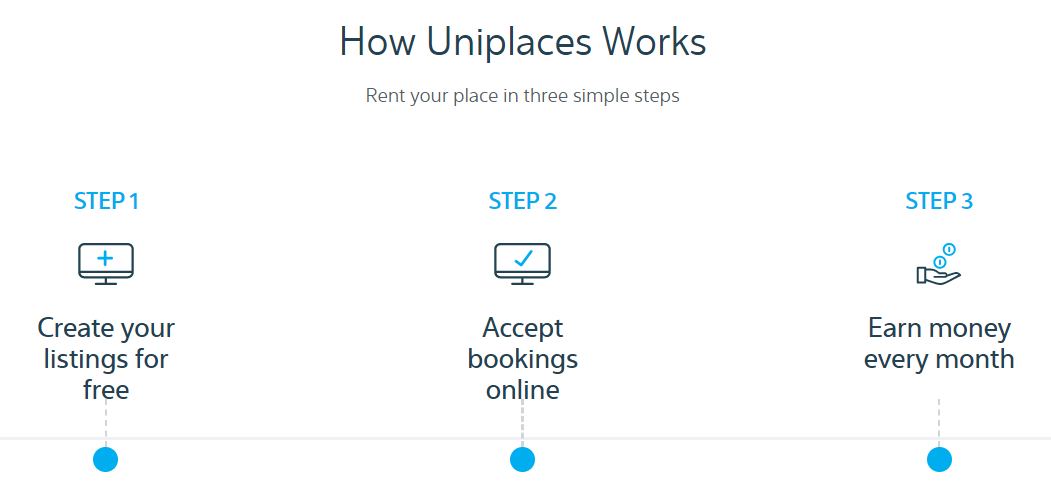 How Uniplaces Works
Rent your place in three simple steps
STEP 1
Create your
listings for
free
STEP 2
Accept
bookings
online
STEP 3
Earn money
every month